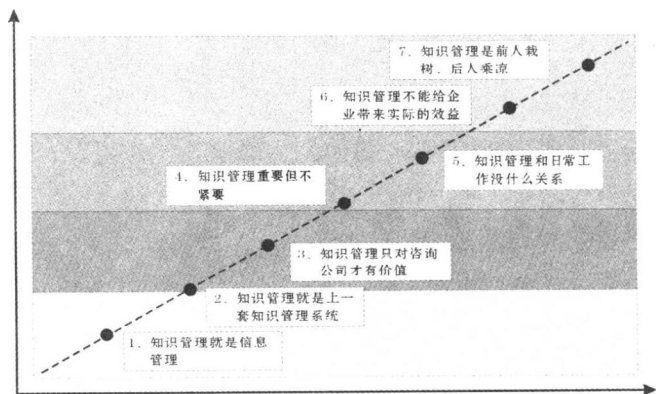 7. 知识管理是前人栽
树、后人乘凉
6. 知识管理不能给企
业带来实际的效益
4. 知识管理重要但不
紧要
5. 知识管理和日常工
作没什么关系
3. 知识管理只对咨询
公司才有价值
2. 知识管理就是上一
套知识管理系统
1. 知识管理就是信息
管理